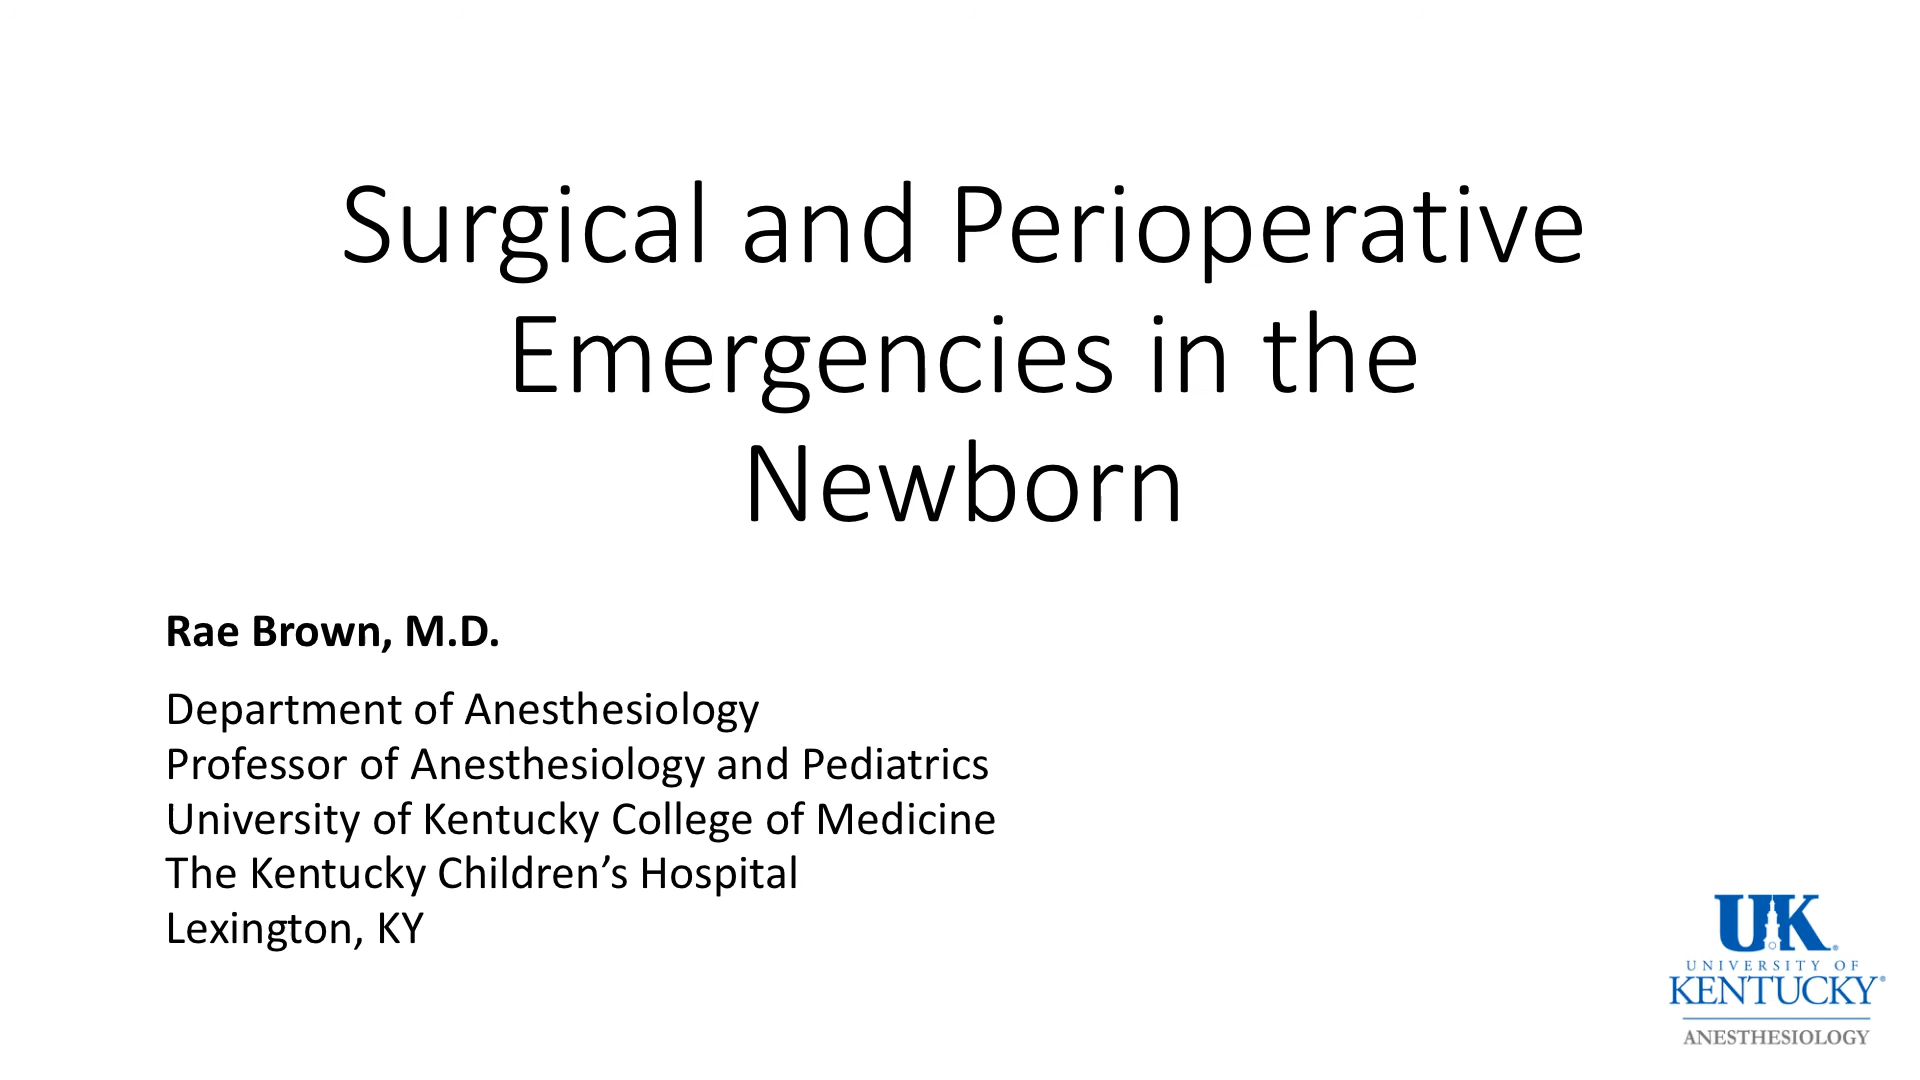 Surgical and Perioperative
Emergencies in the
Newborn
Rae Brown, M.D.
Department of Anesthesiology
Professor of Anesthesiology and Pediatrics
University of Kentucky College of Medicine
The Kentucky Children’s Hospital
Lexington, KY
UK®
UNIVERSITY OF
KENTUCKY®
ANESTHESIOLOGY